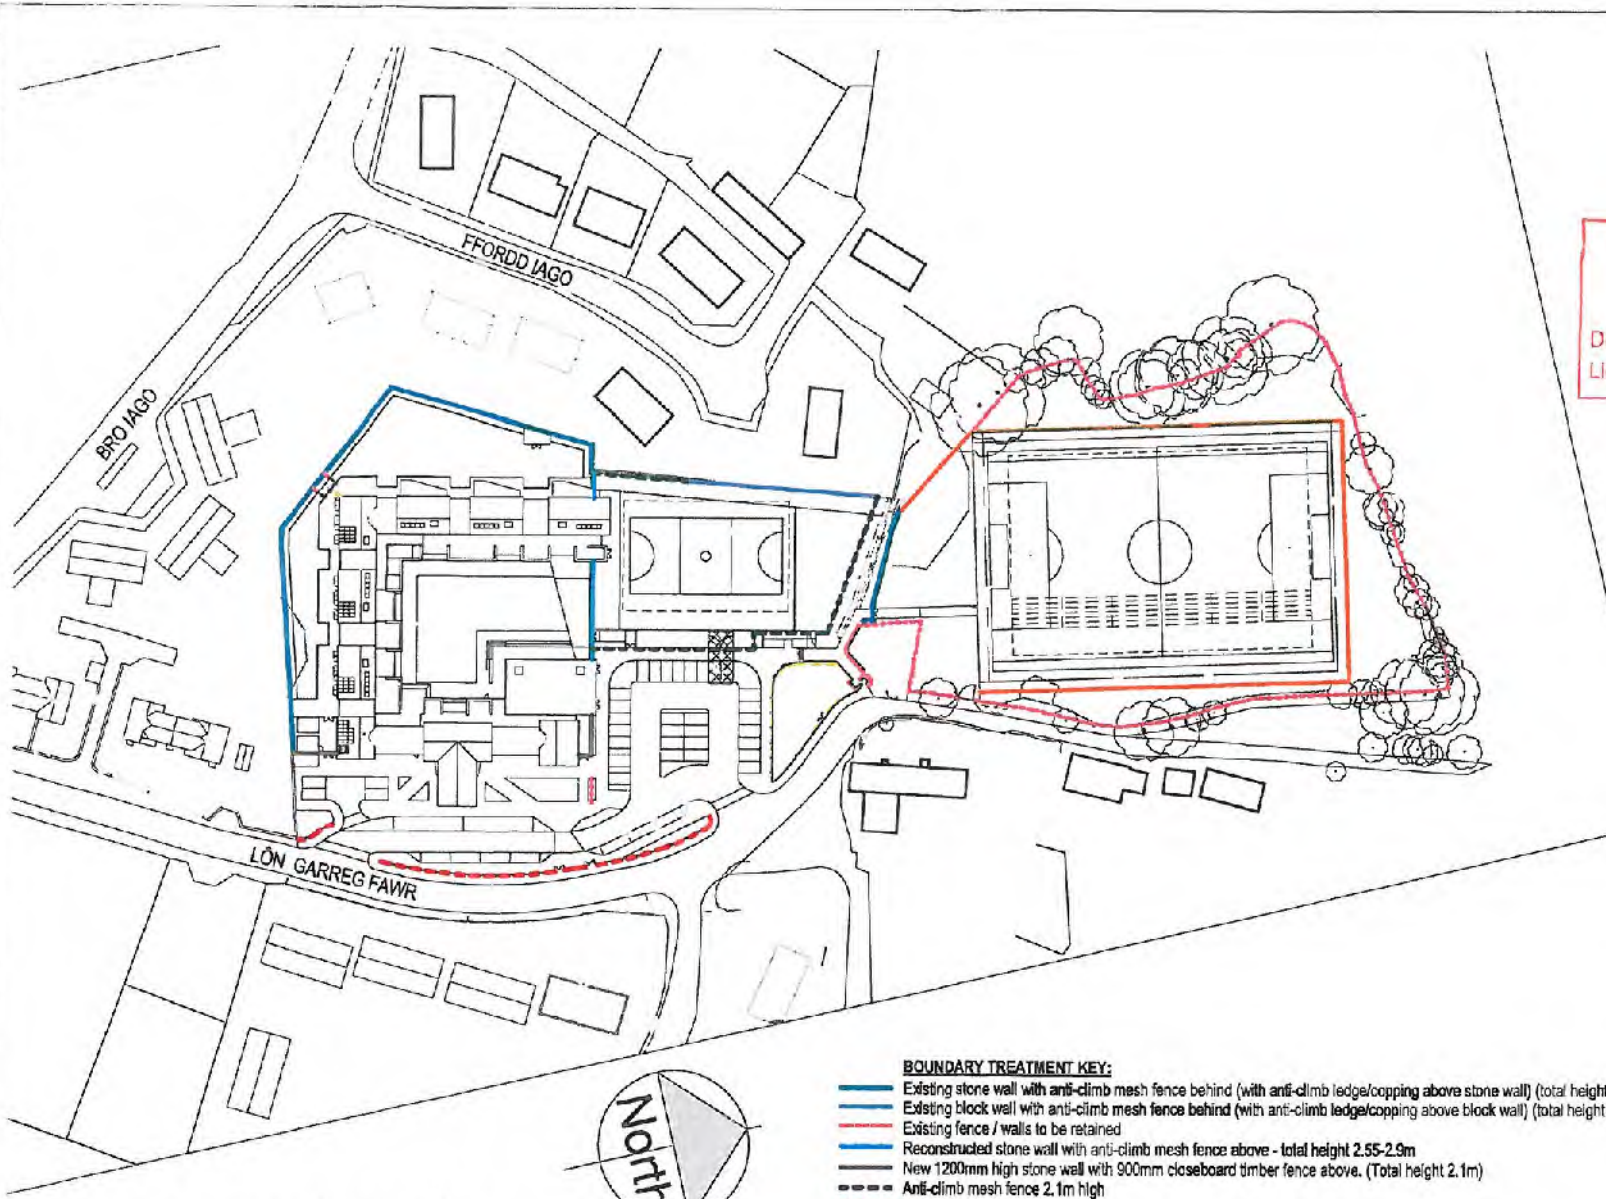 FFORDD IAGO
D
BRO IAGO
LÔN GARREG FAWR
North
BOUNDARY TREATMENT KEY:
Existing stone wall with anti-climb mesh fence behind (with anti-climb ledge/copping above stone wall) (total height
Existing block wall with anti-climb mesh fence behind (with anti-climb ledge/copping above block wall) (total height
Existing fence / walls to be retained
Reconstructed stone wall with anti-climb mesh fence above - total height 2.55-2.9m
New 1200mm high stone wall with 900mm closeboard timber fence above. (Total height 2.1m)
Anti-climb mesh fence 2.1m high